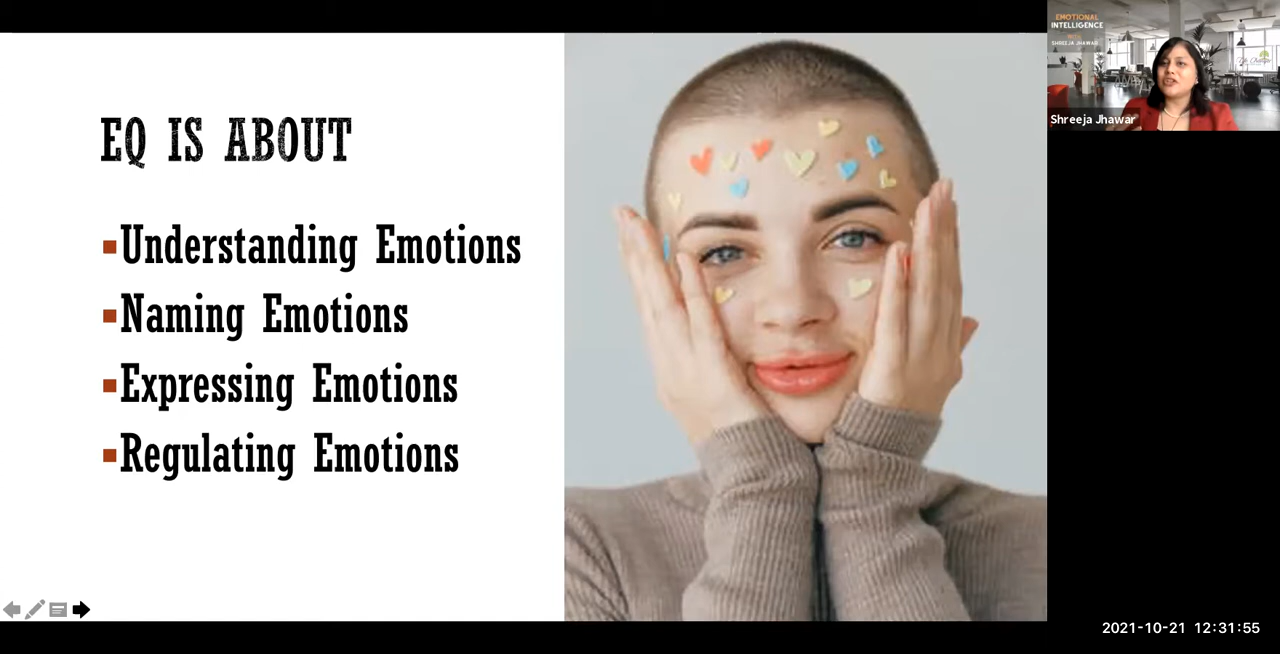 EQ IS ABOUT
Understanding Emotions
Naming Emotions
Expressing Emotions
Regulating Emotions
EMOTIONAL
INTELLIGENCE
SHREEJA JHAWAR
Shreeja Jhawar
2021-10-21 12:31:55